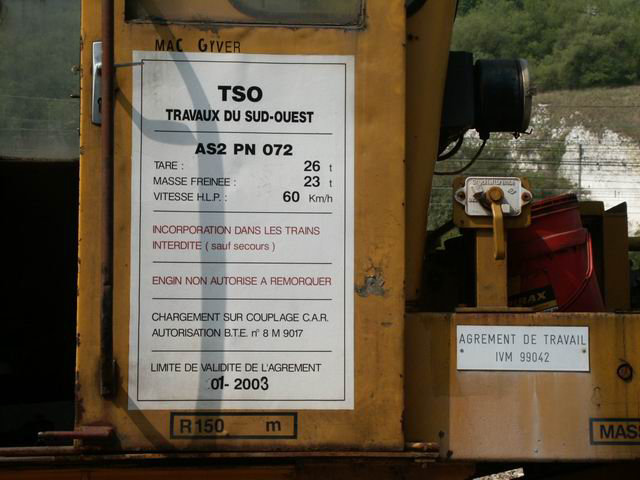 MAC GYVER
TSO
TRAVAUX DU SUD-OUEST
AS2 PN 072
TARE : 26 t
MASSE FREINEE : 23 t
VITESSE H.L.P. : 60 Km/h
INCORPORATION DANS LES TRAINS
INTERDITE ( sauf secours )
ENGIN NON AUTORISE A REMORQUER
CHARGEMENT SUR COUPLAGE C.A.R.
AUTORISATION B.T.E. n° 8 M 9017
LIMITE DE VALIDITE DE L'AGREMENT
01- 2003
R 150 m
AGREMENT DE TRAVAIL
IVM 99042
MAS